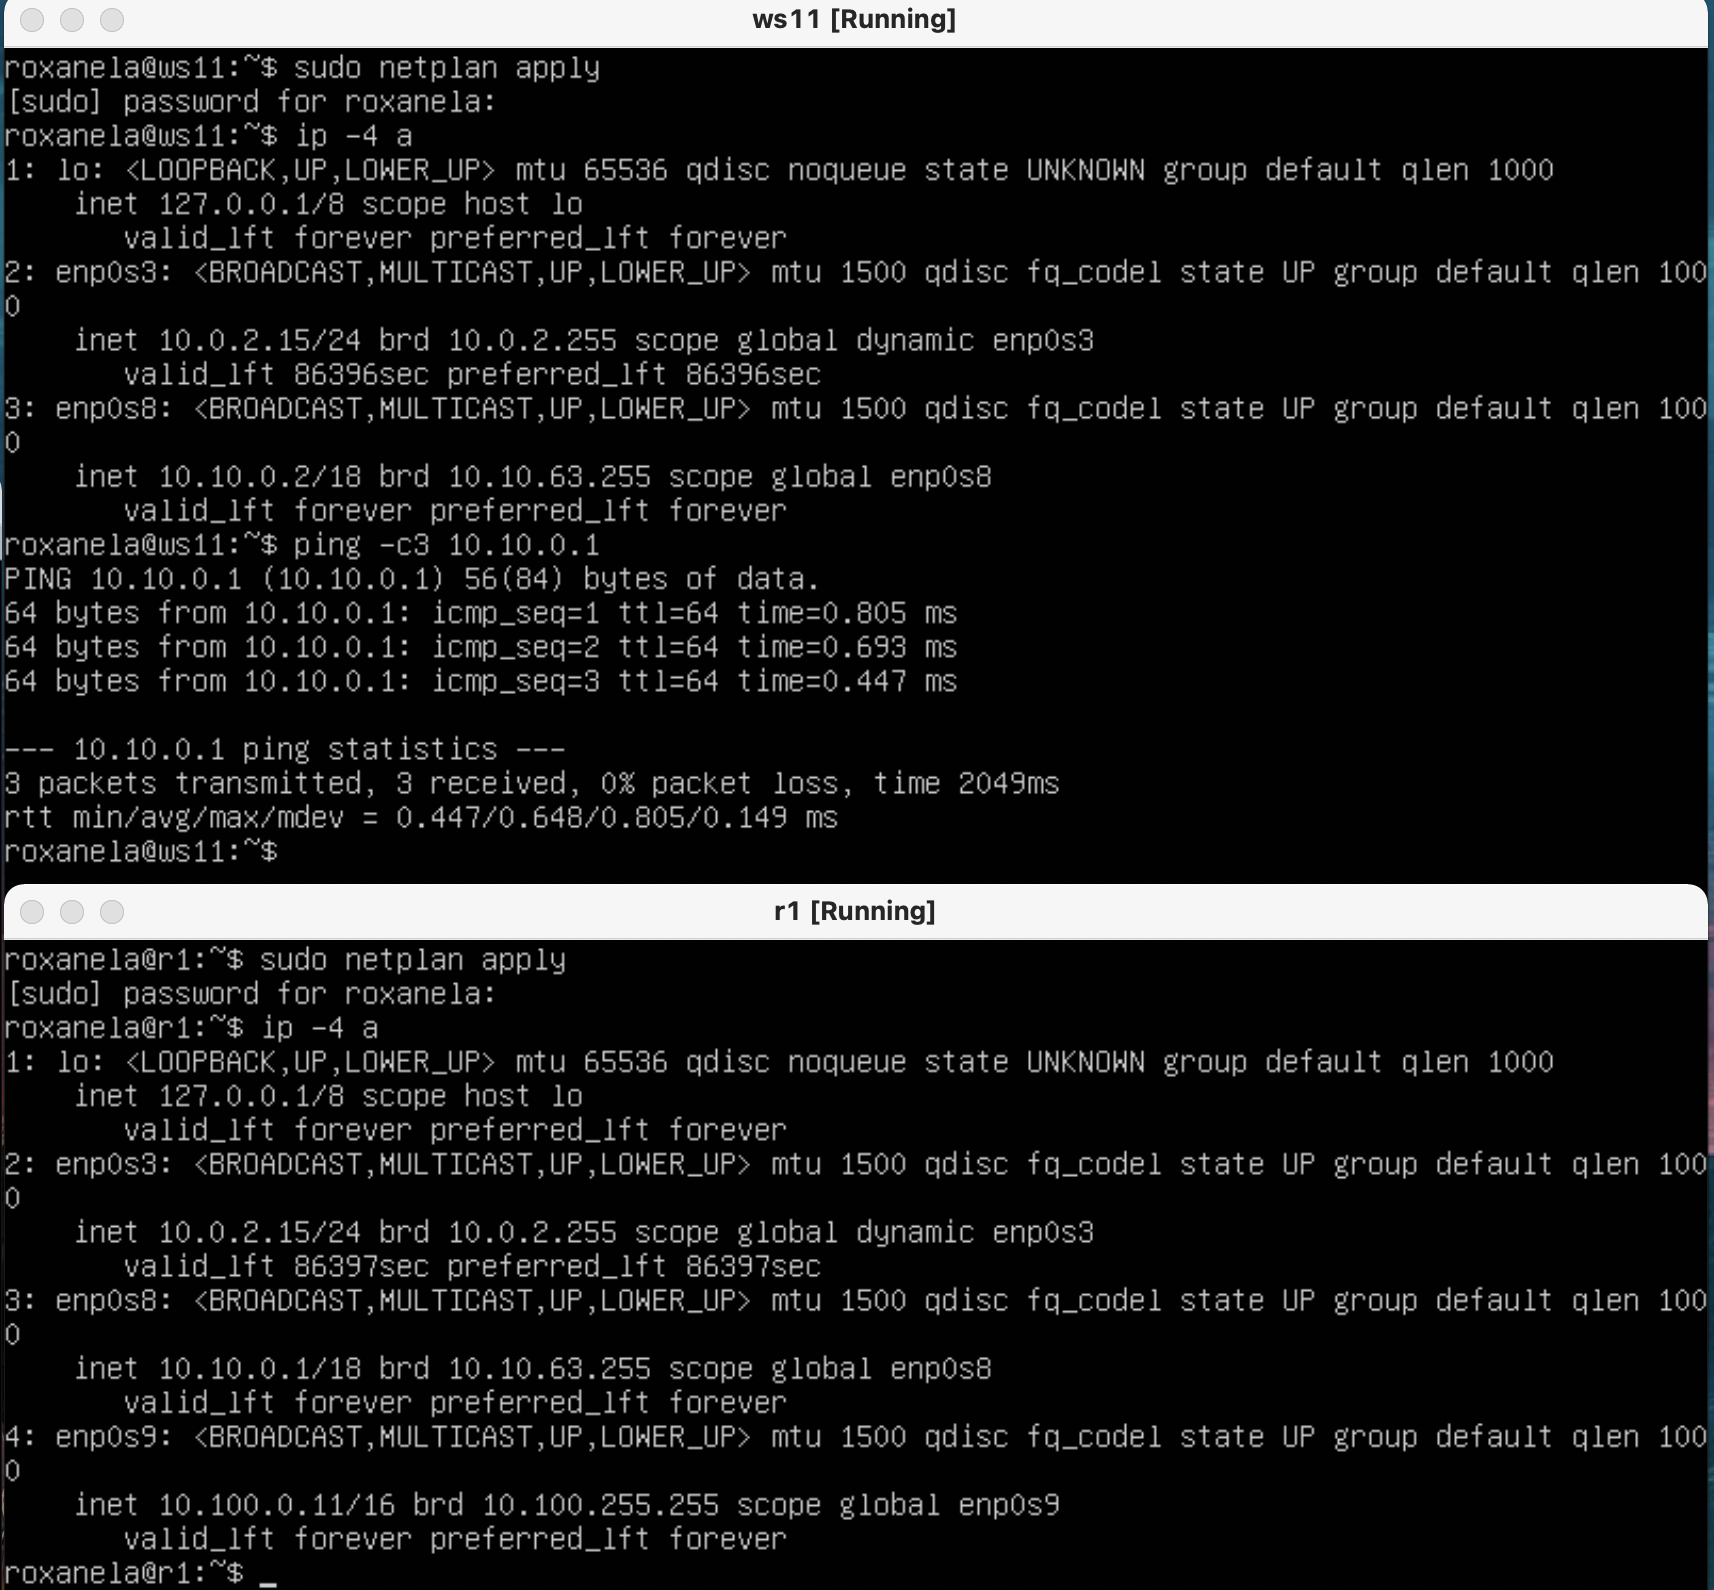 ws11 [Running]
roxanela@ws11:~$ sudo netplan apply
[sudo] password for roxanela:
roxanela@ws11:~$ ip -4 a
1: lo: <LOOPBACK,UP,LOWER_UP> mtu 65536 qdisc noqueue state UNKNOWN group default qlen 1000
    inet 127.0.0.1/8 scope host lo
       valid_lft forever preferred_lft forever
2: enp0s3: <BROADCAST,MULTICAST,UP,LOWER_UP> mtu 1500 qdisc fq_codel state UP group default qlen 100
0
    inet 10.0.2.15/24 brd 10.0.2.255 scope global dynamic enp0s3
       valid_lft 86396sec preferred_lft 86396sec
3: enp0s8: <BROADCAST,MULTICAST,UP,LOWER_UP> mtu 1500 qdisc fq_codel state UP group default qlen 100
0
    inet 10.10.0.2/18 brd 10.10.63.255 scope global enp0s8
       valid_lft forever preferred_lft forever
roxanela@ws11:~$ ping -c3 10.10.0.1
PING 10.10.0.1 (10.10.0.1) 56(84) bytes of data.
64 bytes from 10.10.0.1: icmp_seq=1 ttl=64 time=0.805 ms
64 bytes from 10.10.0.1: icmp_seq=2 ttl=64 time=0.693 ms
64 bytes from 10.10.0.1: icmp_seq=3 ttl=64 time=0.447 ms
--- 10.10.0.1 ping statistics ---
3 packets transmitted, 3 received, 0% packet loss, time 2049ms
rtt min/avg/max/mdev = 0.447/0.648/0.805/0.149 ms
roxanela@ws11:~$
r1 [Running]
roxanela@r1:~$ sudo netplan apply
[sudo] password for roxanela:
roxanela@r1:~$ ip -4 a
1: lo: <LOOPBACK,UP,LOWER_UP> mtu 65536 qdisc noqueue state UNKNOWN group default qlen 1000
    inet 127.0.0.1/8 scope host lo
       valid_lft forever preferred_lft forever
2: enp0s3: <BROADCAST,MULTICAST,UP,LOWER_UP> mtu 1500 qdisc fq_codel state UP group default qlen 100
0
    inet 10.0.2.15/24 brd 10.0.2.255 scope global dynamic enp0s3
       valid_lft 86397sec preferred_lft 86397sec
3: enp0s8: <BROADCAST,MULTICAST,UP,LOWER_UP> mtu 1500 qdisc fq_codel state UP group default qlen 100
0
    inet 10.10.0.1/18 brd 10.10.63.255 scope global enp0s8
       valid_lft forever preferred_lft forever
4: enp0s9: <BROADCAST,MULTICAST,UP,LOWER_UP> mtu 1500 qdisc fq_codel state UP group default qlen 100
0
    inet 10.100.0.11/16 brd 10.100.255.255 scope global enp0s9
       valid_lft forever preferred_lft forever
roxanela@r1:~$ _